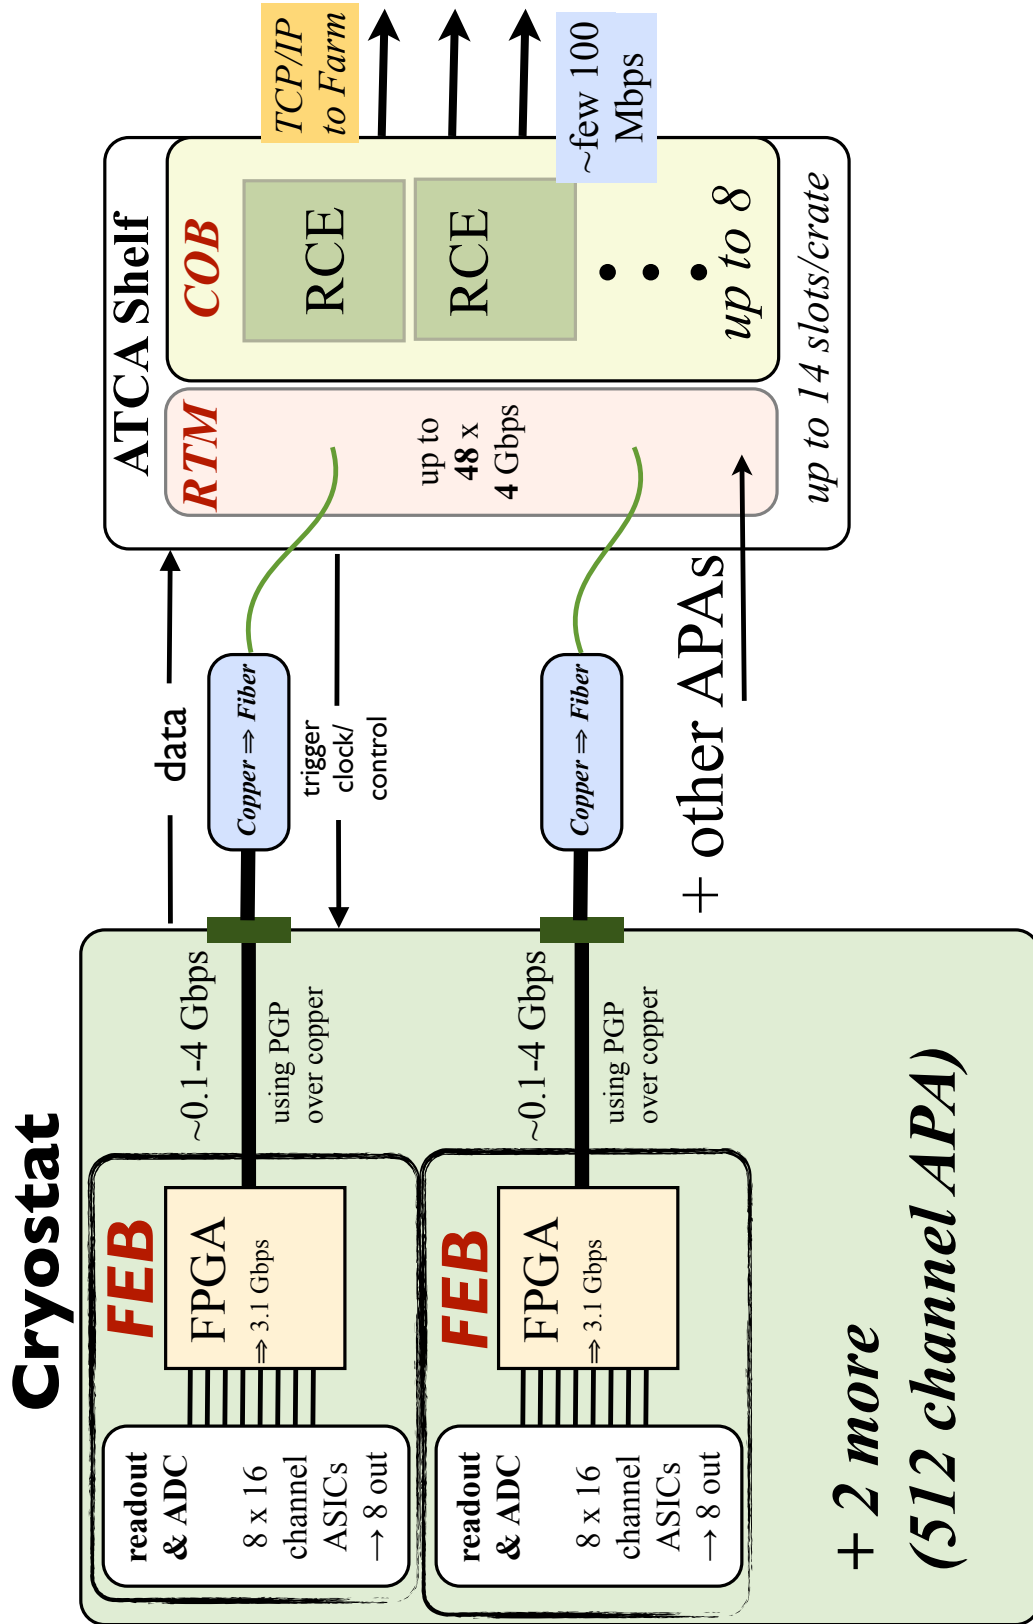 Cryostat
FEB
readout
& ADC
8 x 16
channel
ASICs
→ 8 out
FPGA
⇒ 3.1 Gbps
~0.1-4 Gbps
using PGP
over copper
FEB
readout
& ADC
8 x 16
channel
ASICs
→ 8 out
FPGA
⇒ 3.1 Gbps
~0.1-4 Gbps
using PGP
over copper
+ 2 more
(512 channel APA)
data
Copper ⇒ Fiber
trigger
clock/
control
Copper ⇒ Fiber
+ other APAs
ATCA Shelf
RTM
up to
48 x
4 Gbps
COB
RCE
RCE
up to 8
up to 14 slots/crate
TCP/IP
to Farm
~few 100
Mbps